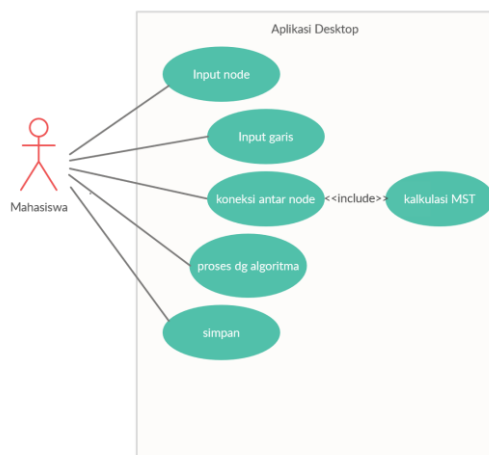 Aplikasi Desktop
Input node
Input garis
Mahasiswa
koneksi antar node
<<include>>
kalkulasi MST
proses dg algoritma
simpan